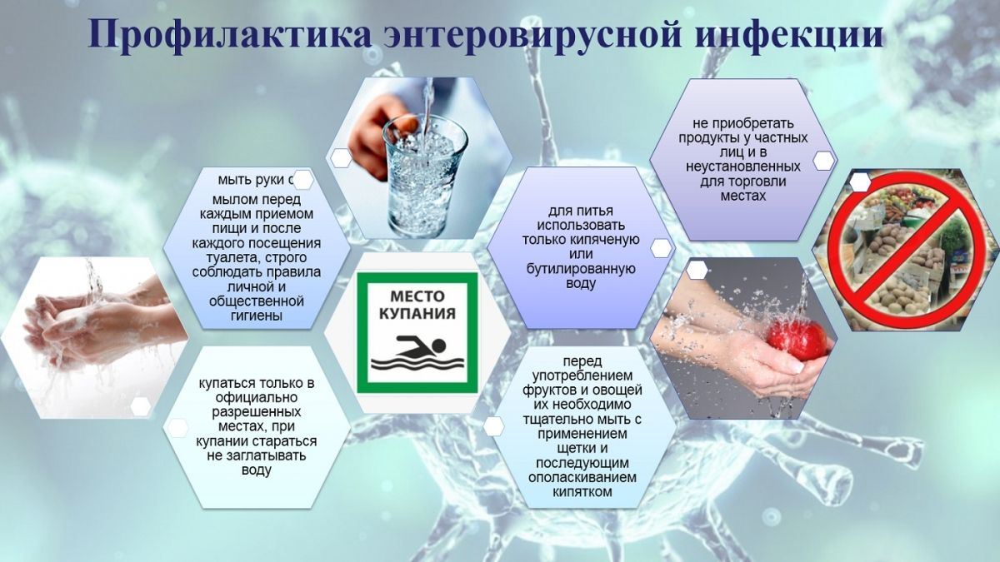 Профилактика энтеровирусной инфекции
мыть руки с
мылом перед
каждым приемом
пищи и после
каждого посещения
туалета, строго
соблюдать правила
личной и
общественной
гигиены
для питья
использовать
только кипяченую
или
бутилированную
воду
не приобретать
продукты у частных
лиц и в
неустановленных
для торговли
местах
МЕСТО
КУПАНИЯ
купаться только в
официально
разрешенных
местах, при
купании стараться
не заглатывать
воду
перед
употреблением
фруктов и овощей
их необходимо
тщательно мыть с
применением
щетки и
последующим
ополаскиванием
кипятком